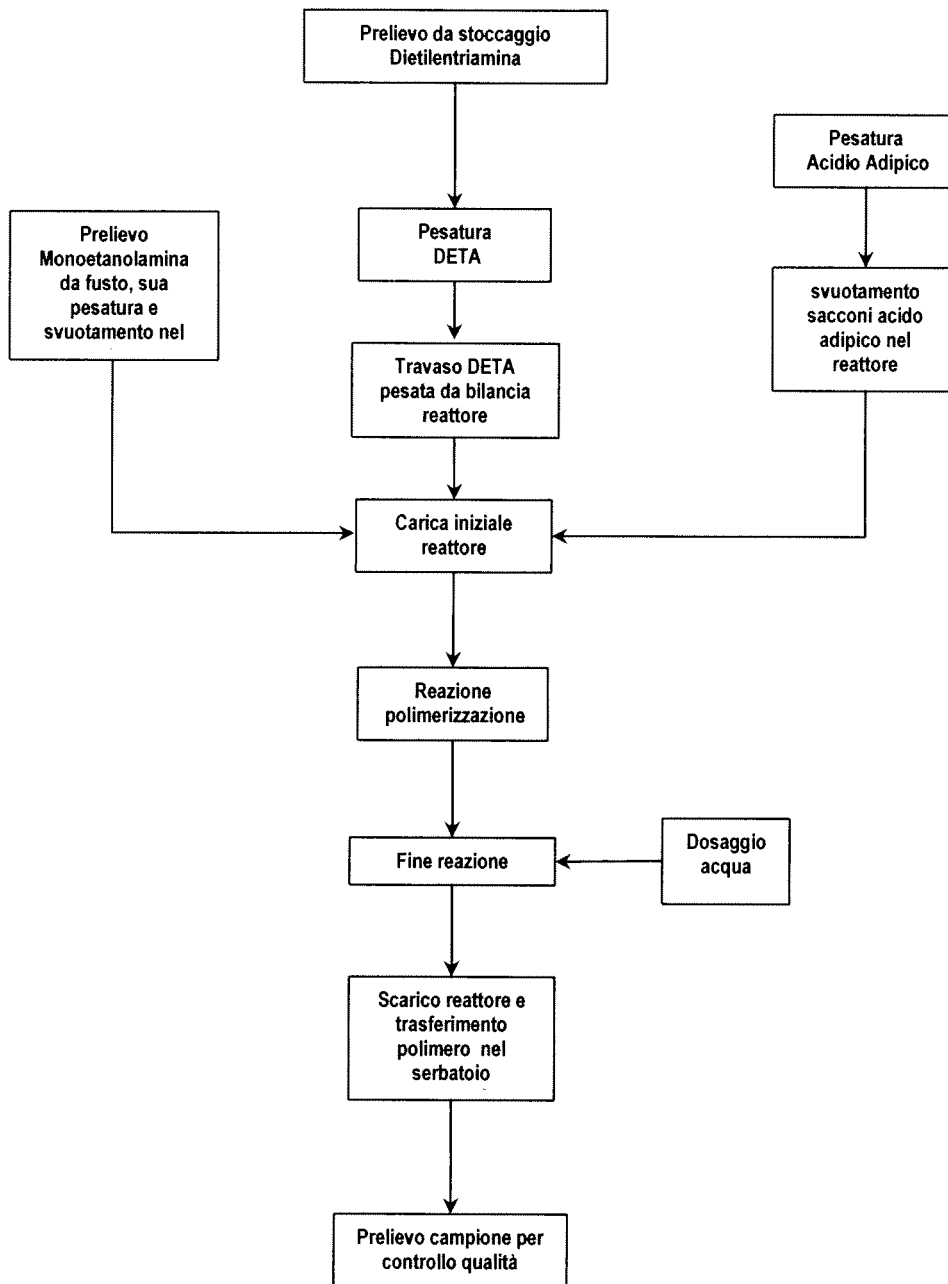 Prelievo da stoccaggio
Dietilentriamina
Pesatura
Acidio Adipico
Prelievo
Monoetanolamina
da fusto, sua
pesatura e
svuotamento nel
Pesatura
DETA
svuotamento
sacconi acido
adipico nel
reattore
Travaso DETA
pesata da bilancia
reattore
Carica iniziale
reattore
Reazione
polimerizzazione
Fine reazione
Dosaggio
acqua
Scarico reattore e
trasferimento
polimero nel
serbatoio
Prelievo campione per
controllo qualità